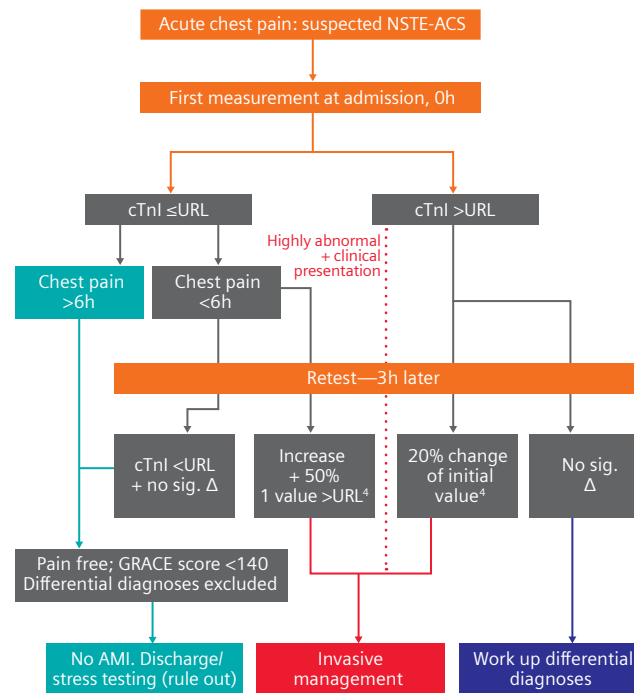 Acute chest pain: suspected NSTE-ACS
First measurement at admission, 0h
cTnI ≤URL
cTnI >URL
Highly abnormal
+ clinical
presentation
Chest pain
>6h
Chest pain
<6h
Retest—3h later
cTnI <URL
+ no sig. Δ
Increase
+ 50%
1 value >URL⁴
20% change
of initial
value⁴
No sig.
Δ
Pain free; GRACE score <140
Differential diagnoses excluded
No AMI. Discharge/
stress testing (rule out)
Invasive
management
Work up differential
diagnoses